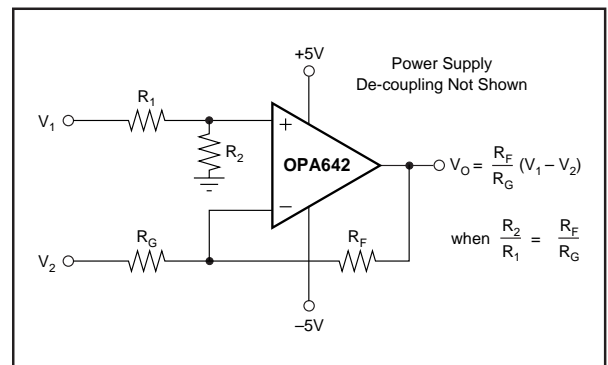 +5V
Power Supply
De-coupling Not Shown
R1
V1
R2
+
OPA642
−
VO = RF/RG (V1 – V2)
when R2/R1 = RF/RG
RG
RF
V2
–5V